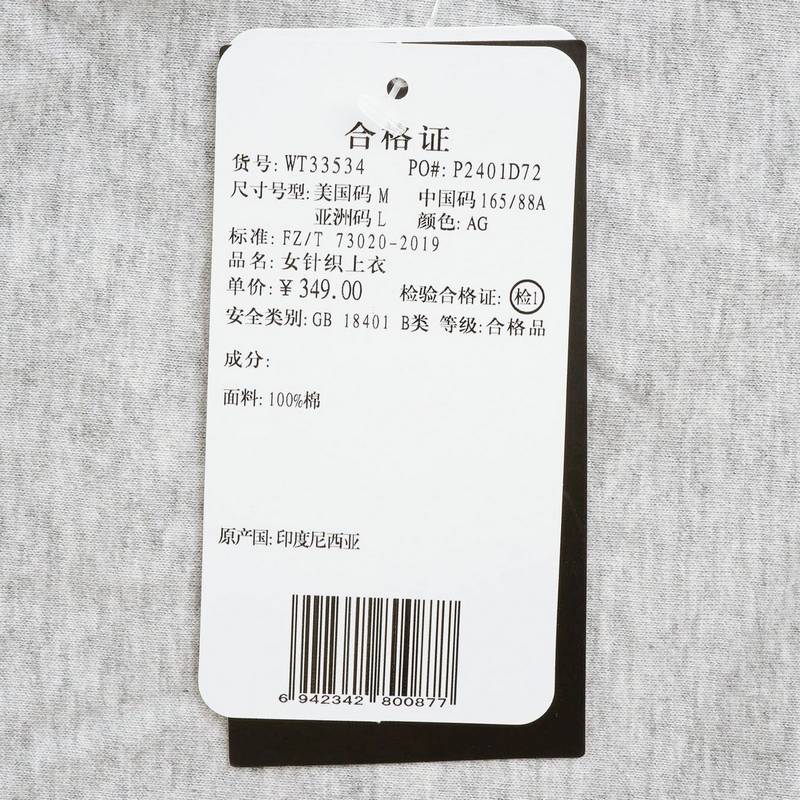 合格证
货号: WT33534 PO#: P2401D72
尺寸号型: 美国码 M 中国码 165/88A
亚洲码 L 颜色: AG
标准: FZ/T 73020-2019
品名: 女针织上衣
单价: ¥ 349.00 检验合格证: 检1
安全类别: GB 18401 B类 等级: 合格品
成分:
面料: 100%棉
原产国: 印度尼西亚
6 942342 800877